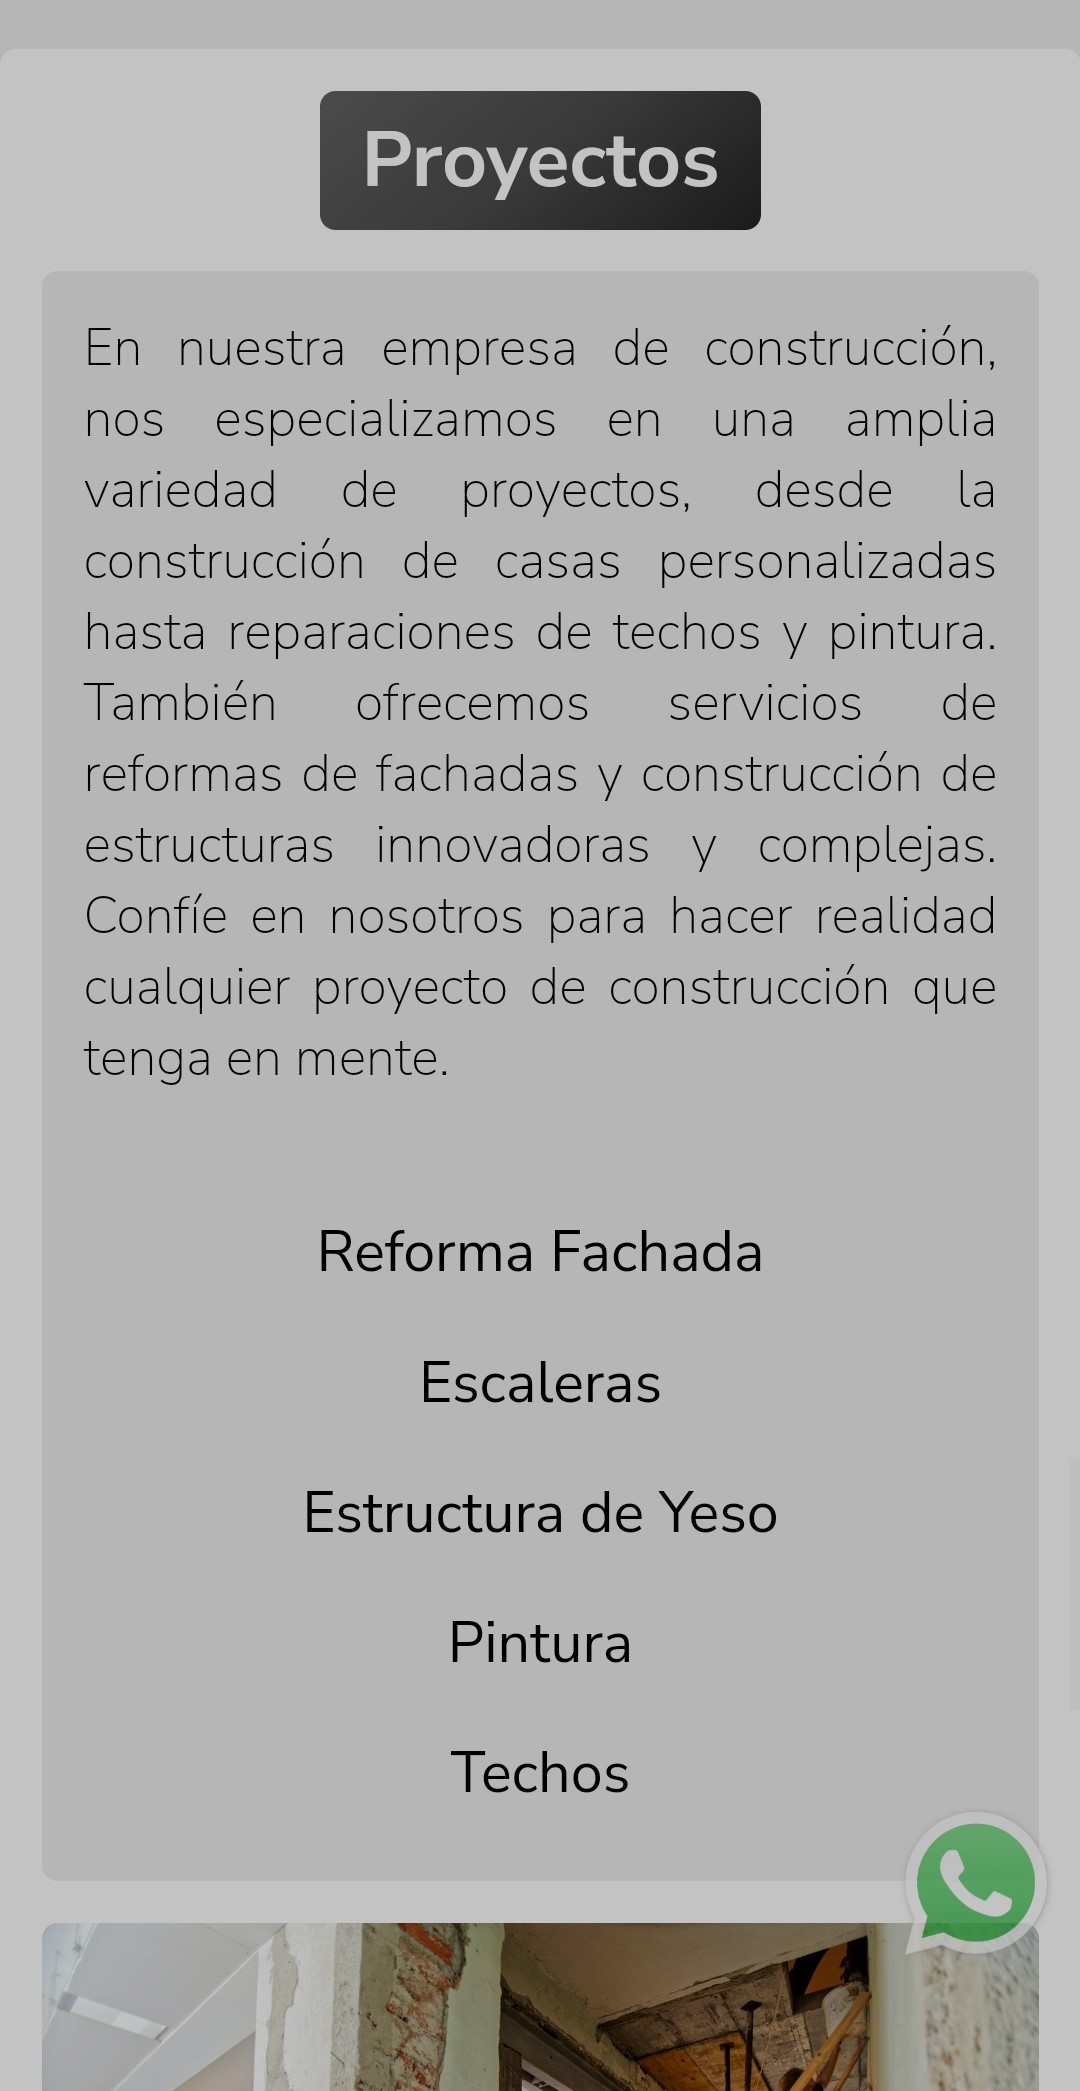 Proyectos
En nuestra empresa de construcción,
nos especializamos en una amplia
variedad de proyectos, desde la
construcción de casas personalizadas
hasta reparaciones de techos y pintura.
También ofrecemos servicios de
reformas de fachadas y construcción de
estructuras innovadoras y complejas.
Confíe en nosotros para hacer realidad
cualquier proyecto de construcción que
tenga en mente.
Reforma Fachada
Escaleras
Estructura de Yeso
Pintura
Techos